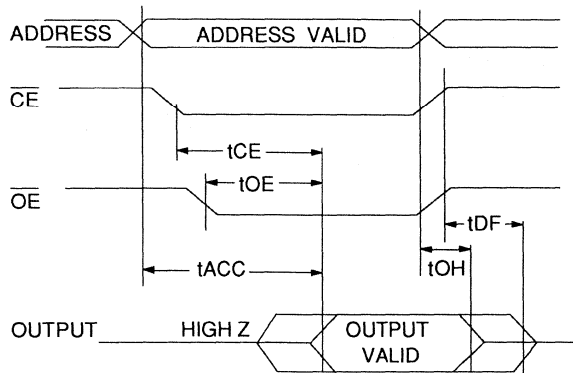 ADDRESS ADDRESS VALID
CE
tCE
tOE
OE
tDF
tACC
tOH
OUTPUT HIGH Z OUTPUT
VALID